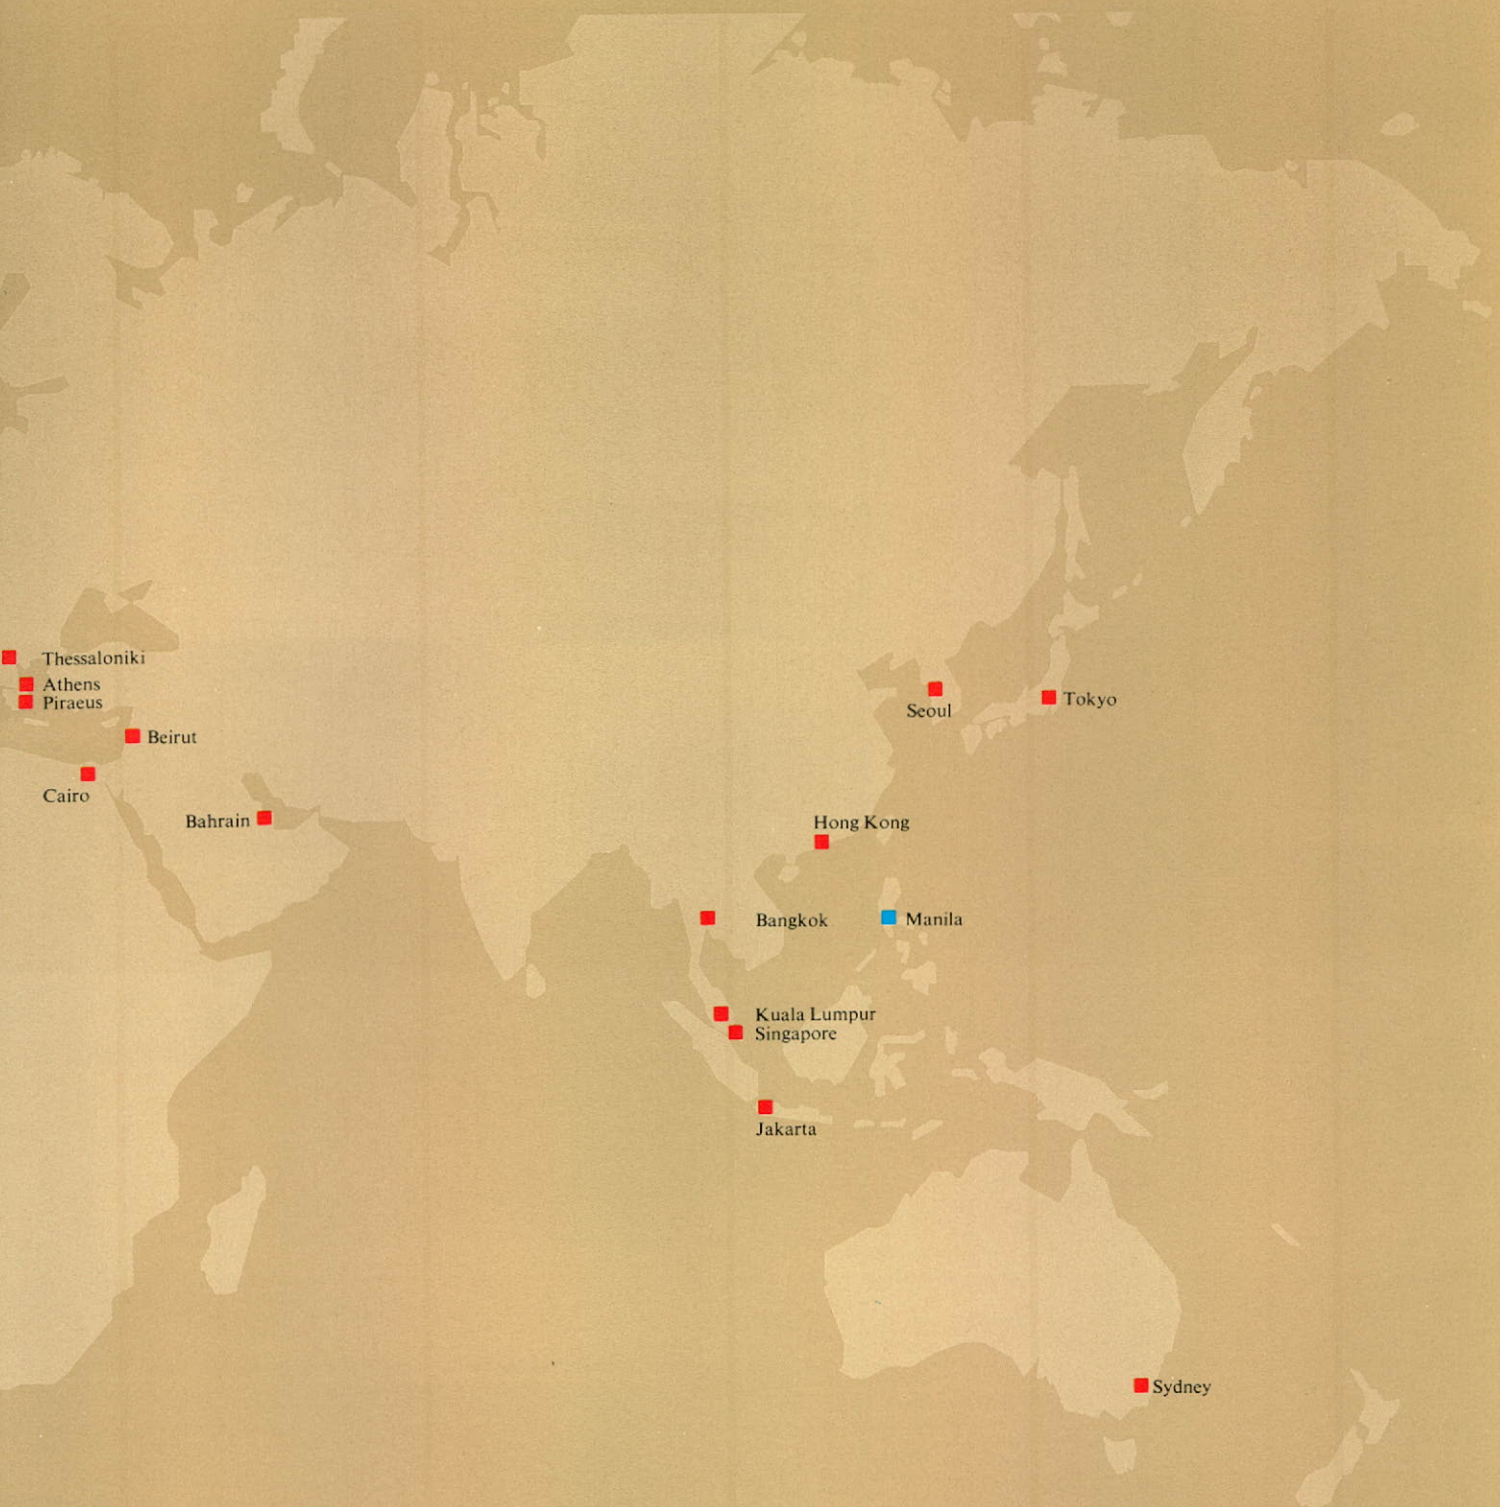 Thessaloniki
Athens
Piraeus
Beirut
Cairo
Bahrain
Seoul
Tokyo
Hong Kong
Bangkok
Manila
Kuala Lumpur
Singapore
Jakarta
Sydney